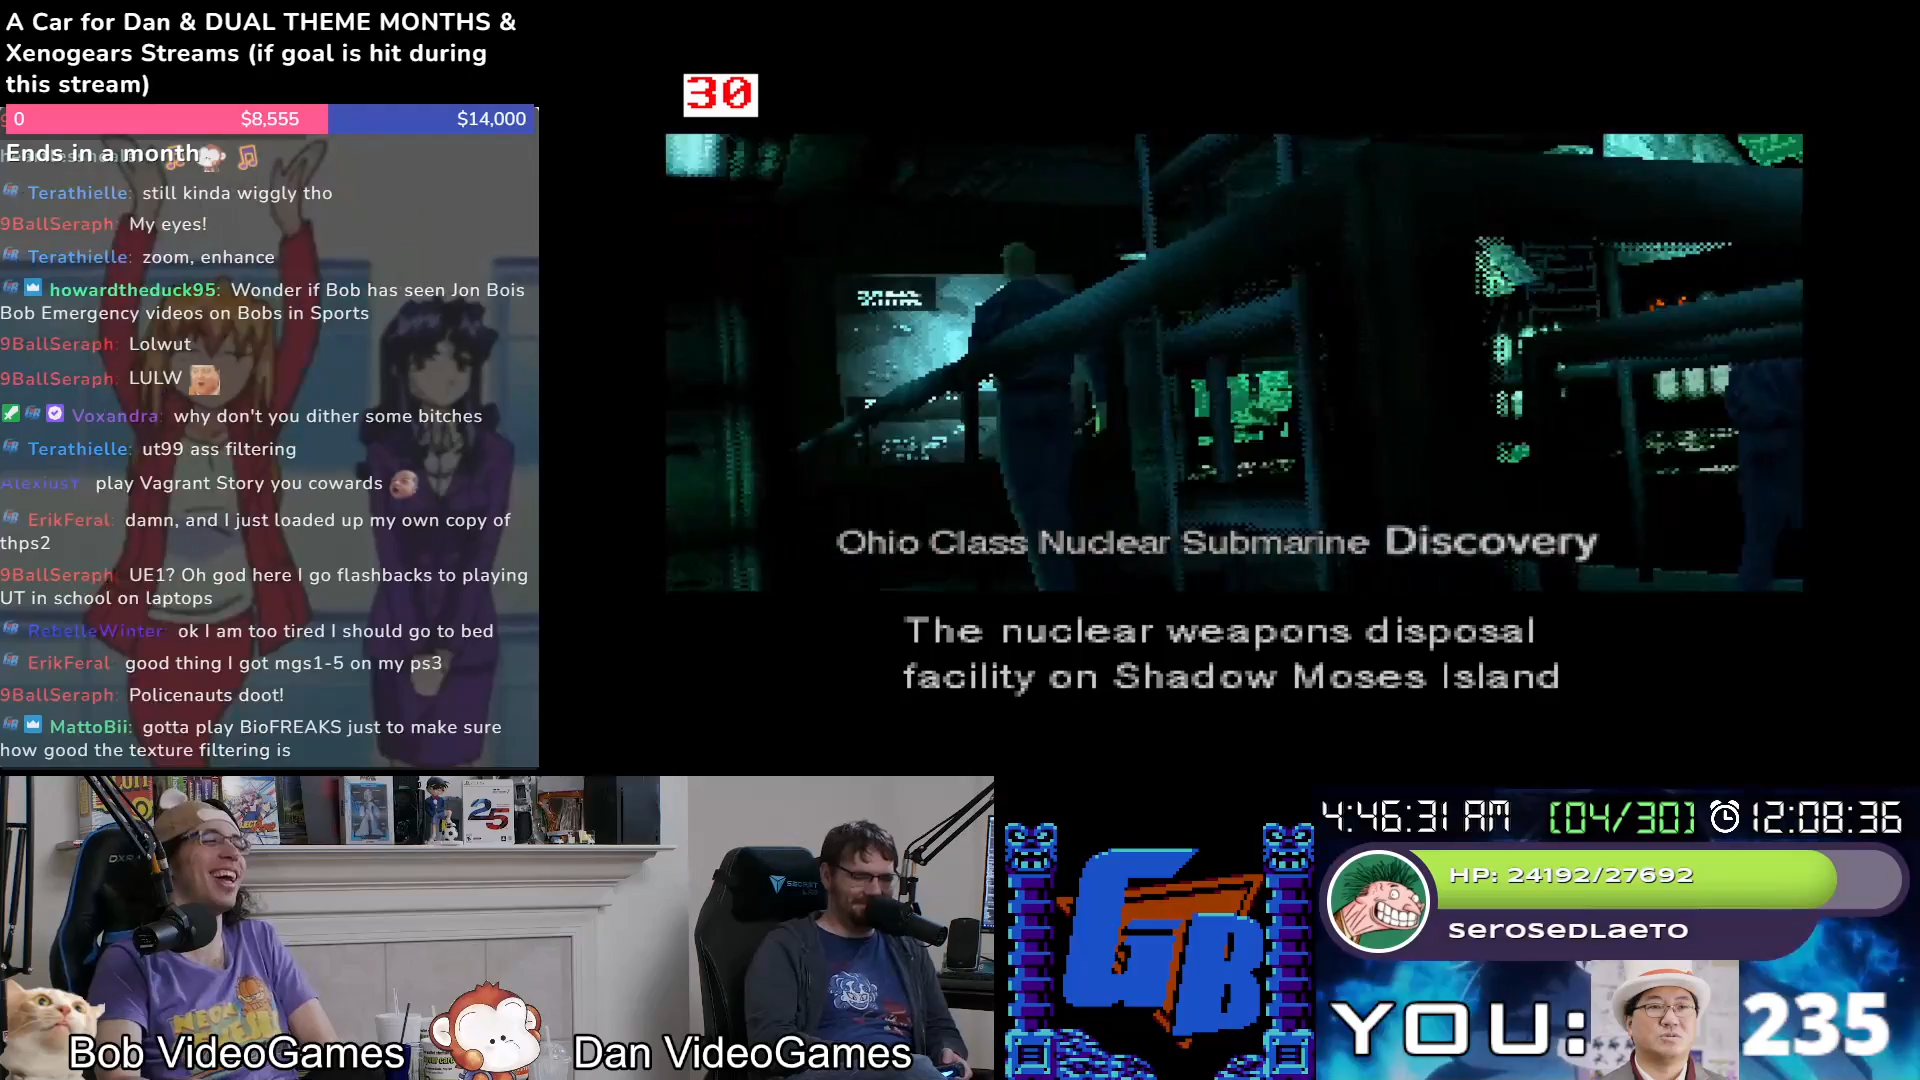 A Car for Dan & DUAL THEME MONTHS &
Xenogears Streams (if goal is hit during
this stream)
0 $8,555 $14,000
Ends in a month
Terathielle: still kinda wiggly tho
9BallSeraph: My eyes!
Terathielle: zoom, enhance
howardtheduck95: Wonder if Bob has seen Jon Bois
Bob Emergency videos on Bobs in Sports
9BallSeraph: Lolwut
9BallSeraph: LULW
Voxandra: why don't you dither some bitches
Terathielle: ut99 ass filtering
AlexiusY: play Vagrant Story you cowards
ErikFeral: damn, and I just loaded up my own copy of
thps2
9BallSeraph: UE1? Oh god here I go flashbacks to playing
UT in school on laptops
RebelleWinter: ok I am too tired I should go to bed
ErikFeral: good thing I got mgs1-5 on my ps3
9BallSeraph: Policenauts doot!
MattoBii: gotta play BioFREAKS just to make sure
how good the texture filtering is
30
Ohio Class Nuclear Submarine Discovery
The nuclear weapons disposal
facility on Shadow Moses Island
25
Bob VideoGames
Dan VideoGames
GB
4:46:31 AM [04/30] 12:08:36
HP: 24192/27692
SeroSedLaeto
YOU: 235